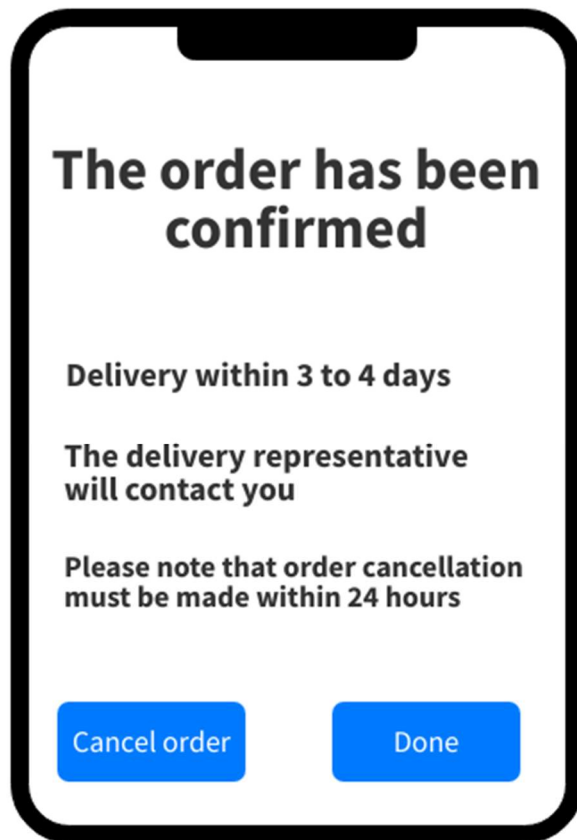 The order has been
confirmed
Delivery within 3 to 4 days
The delivery representative
will contact you
Please note that order cancellation
must be made within 24 hours
Cancel order
Done